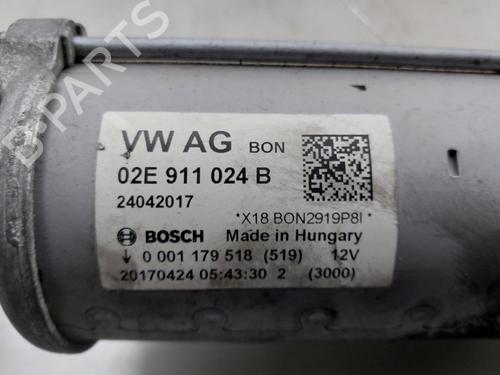 B-PARTS
VW AG BON
02E 911 024 B
24042017
*X18 BON2919P8I*
BOSCH Made in Hungary
0 001 179 518 (519) 12V
20170424 05:43:30 2 (3000)